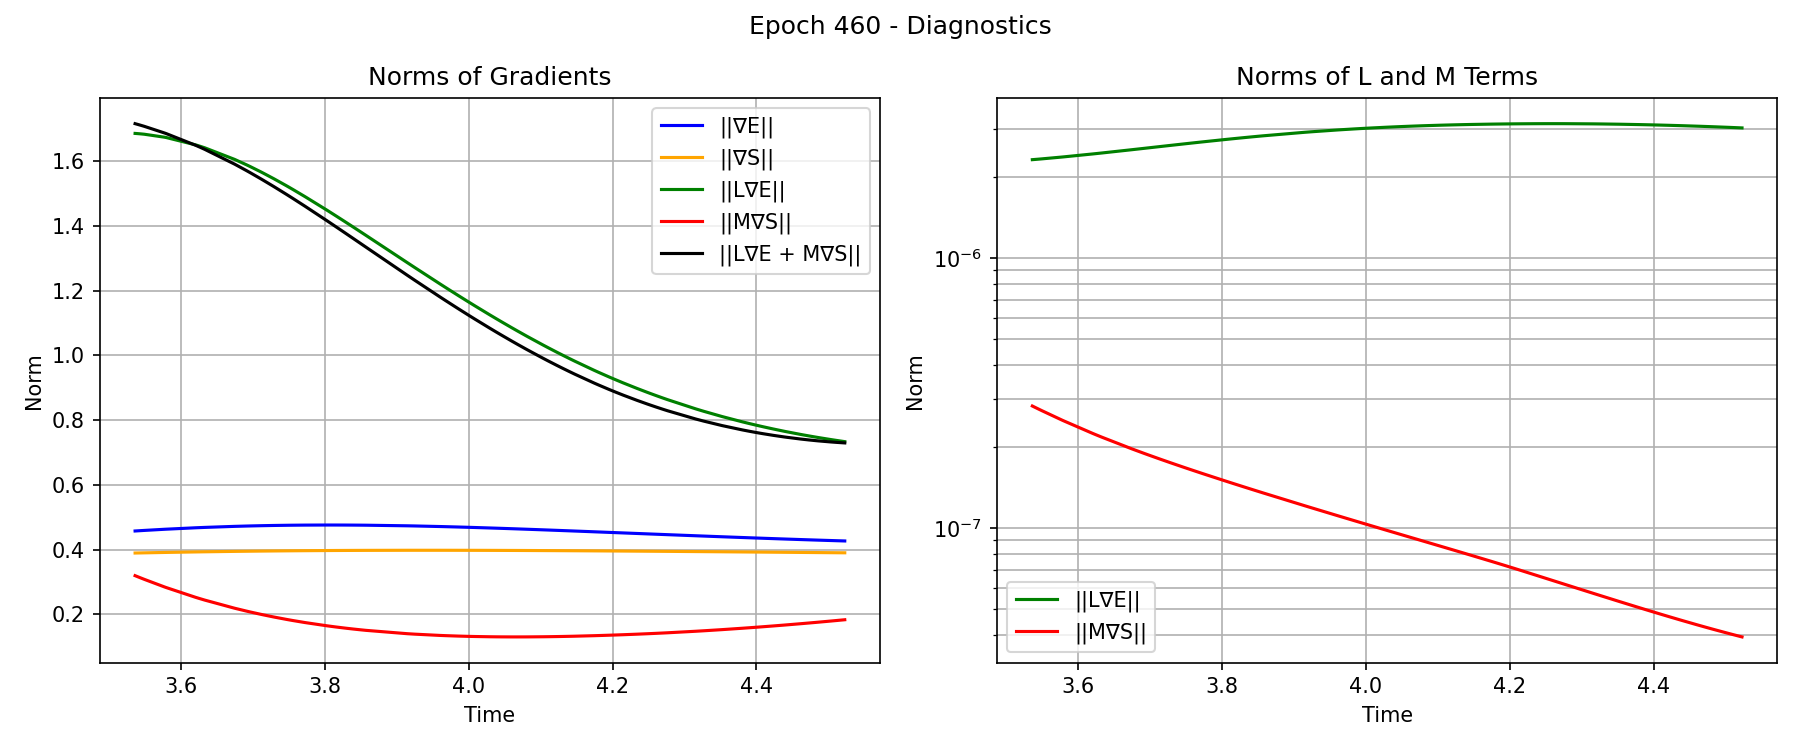 Epoch 460 - Diagnostics
Norms of Gradients
Norm
1.6
1.4
1.2
1.0
0.8
0.6
0.4
0.2
||∇E||
||∇S||
||L∇E||
||M∇S||
||L∇E + M∇S||
3.6 3.8 4.0 4.2 4.4
Time
Norms of L and M Terms
Norm
10⁻⁶
10⁻⁷
||L∇E||
||M∇S||
3.6 3.8 4.0 4.2 4.4
Time